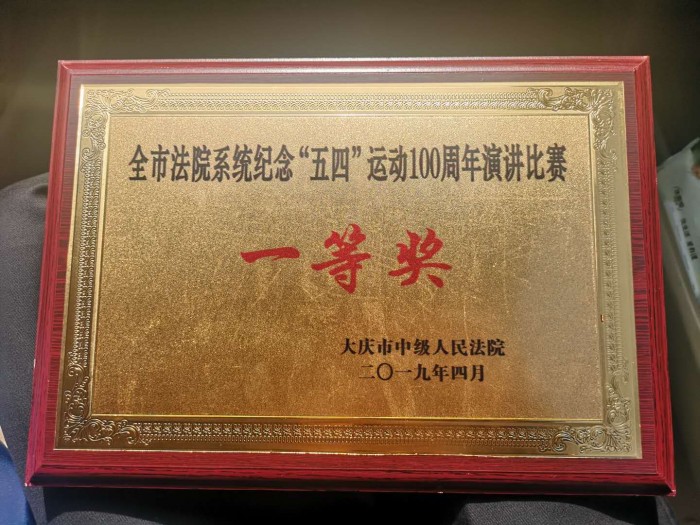 全市法院系统纪念“五四”运动100周年演讲比赛
一等奖
大庆市中级人民法院
二〇一九年四月